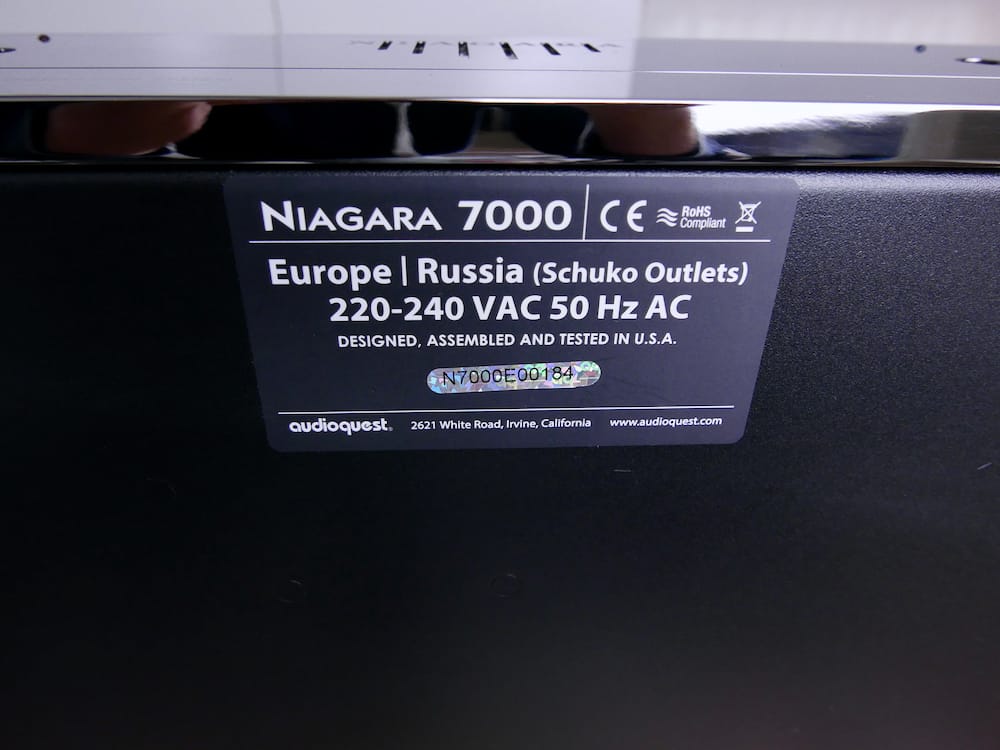 NIAGARA 7000 CE RoHS Compliant
Europe | Russia (Schuko Outlets)
220-240 VAC 50 Hz AC
DESIGNED, ASSEMBLED AND TESTED IN U.S.A.
N7000E00184
audioquest® 2621 White Road, Irvine, California www.audioquest.com